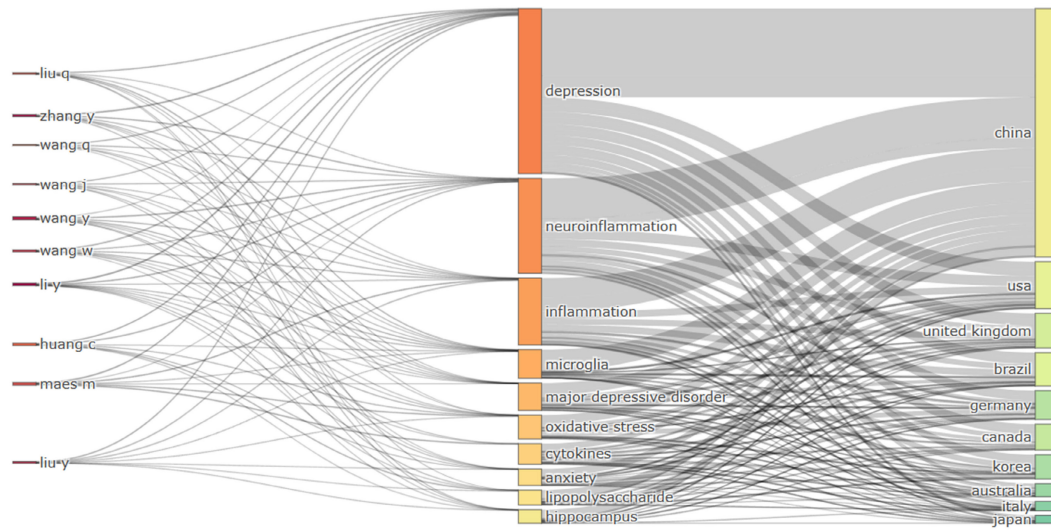 liu q
zhang y
wang q
wang j
wang y
wang w
li y
huang c
maes m
liu y
depression
neuroinflammation
inflammation
microglia
major depressive disorder
oxidative stress
cytokines
anxiety
lipopolysaccharide
hippocampus
china
usa
united kingdom
brazil
germany
canada
korea
australia
italy
japan